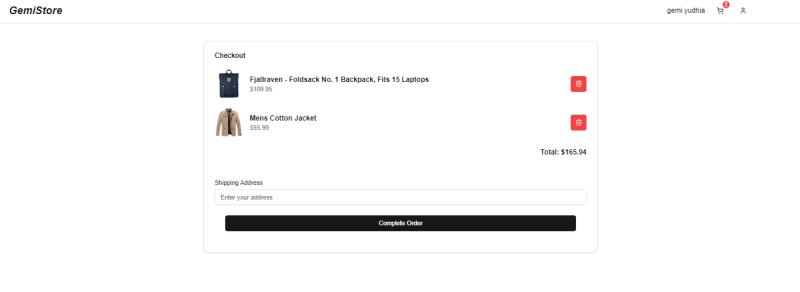 GemiStore
gemi yudhia
2
Checkout
Fjallraven - Foldsack No. 1 Backpack, Fits 15 Laptops
$109.95
Mens Cotton Jacket
$55.99
Total: $165.94
Shipping Address
Enter your address
Complete Order